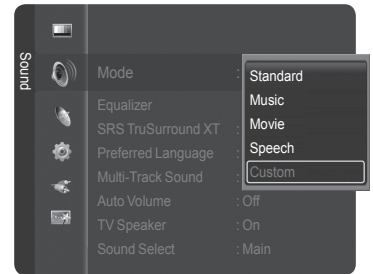 Sound
Mode :
Standard
Music
Movie
Speech
Custom
Equalizer
SRS TruSurround XT :
Preferred Language :
Multi-Track Sound :
Auto Volume : Off
TV Speaker : On
Sound Select : Main